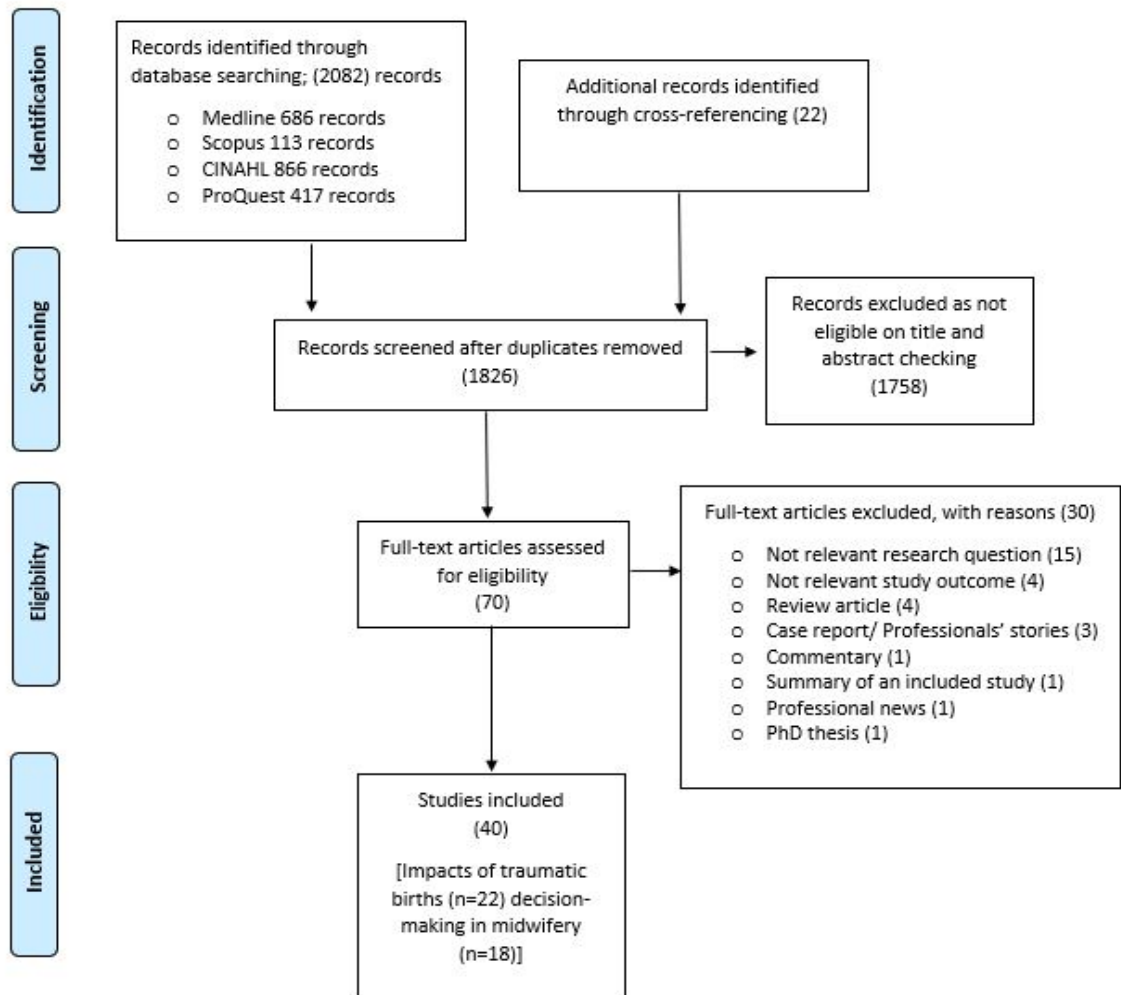 Identification
Records identified through
database searching; (2082) records
o Medline 686 records
o Scopus 113 records
o CINAHL 866 records
o ProQuest 417 records
Additional records identified
through cross-referencing (22)
Screening
Records screened after duplicates removed
(1826)
Records excluded as not
eligible on title and
abstract checking
(1758)
Eligibility
Full-text articles assessed
for eligibility
(70)
Full-text articles excluded, with reasons (30)
o Not relevant research question (15)
o Not relevant study outcome (4)
o Review article (4)
o Case report/ Professionals’ stories (3)
o Commentary (1)
o Summary of an included study (1)
o Professional news (1)
o PhD thesis (1)
Included
Studies included
(40)
[Impacts of traumatic
births (n=22) decision-
making in midwifery
(n=18)]